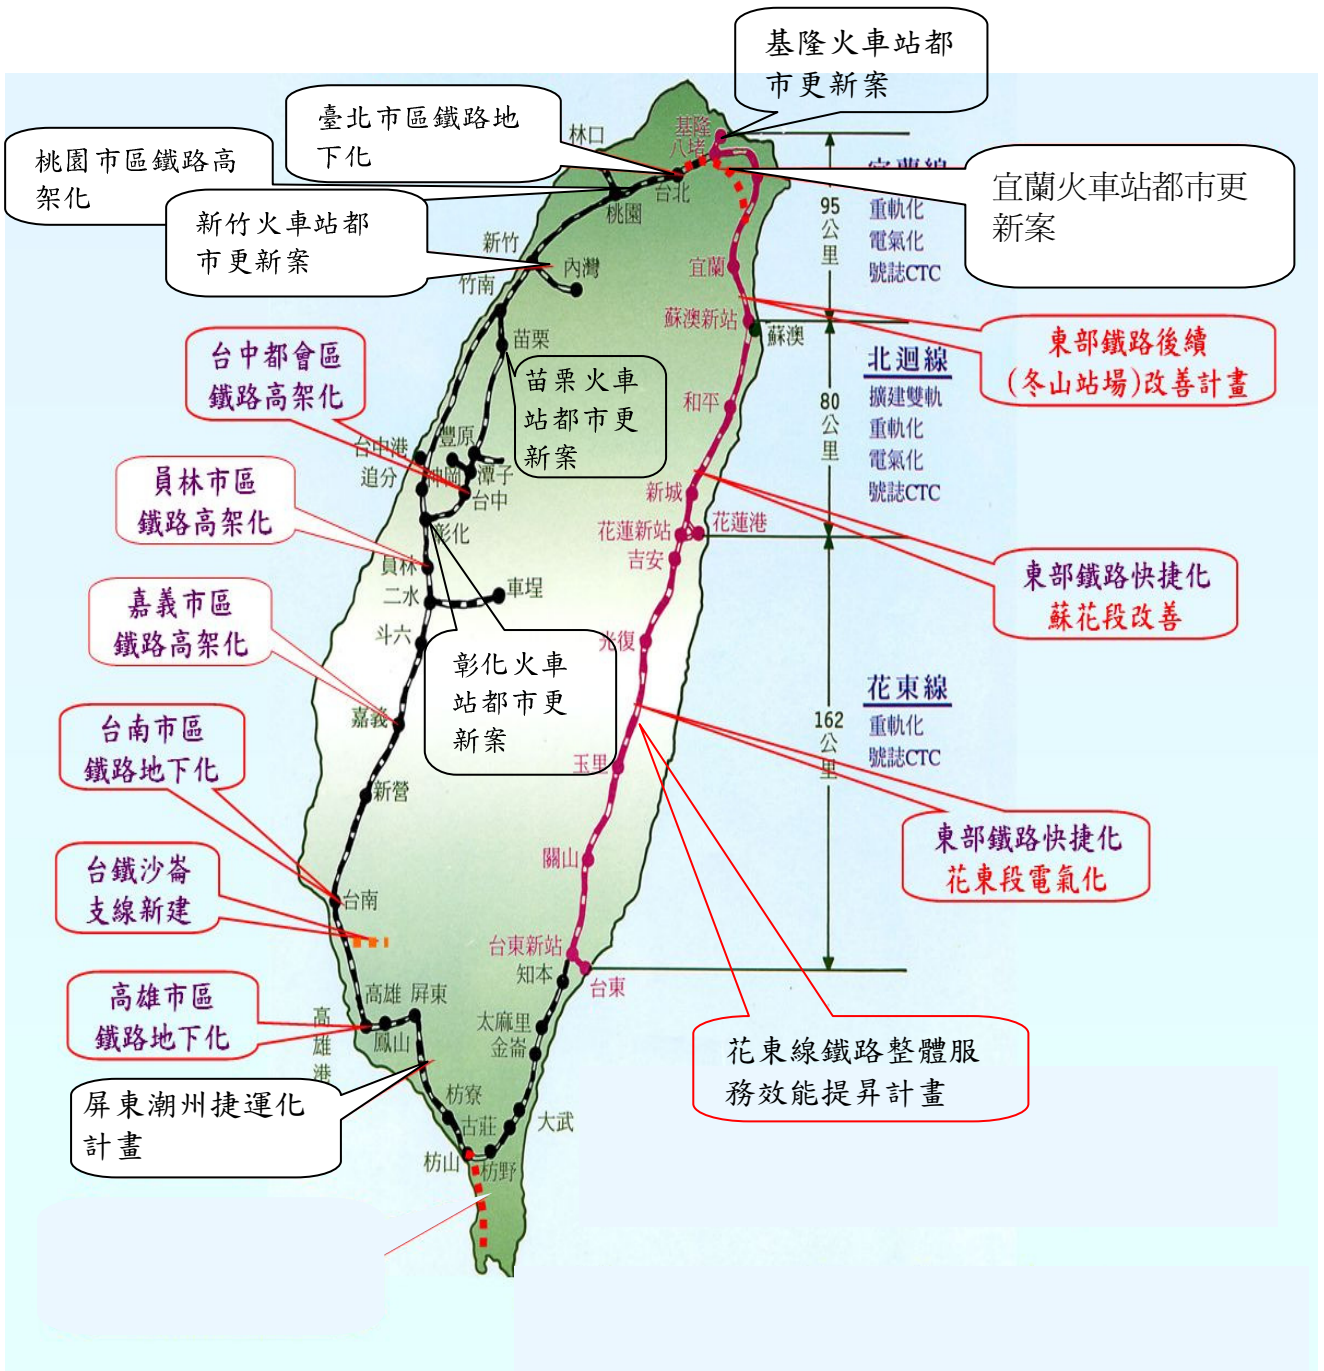 基隆火車站都
市更新案
臺北市區鐵路地
下化
桃園市區鐵路高
架化
新竹火車站都
市更新案
宜蘭火車站都市更
新案
林口
基隆
八堵
台北
桃園
新竹
竹南
內灣
宜蘭
蘇澳新站
蘇澳
宜蘭線
95
公
里
重軌化
電氣化
號誌CTC
台中都會區
鐵路高架化
苗栗
苗栗火車
站都市更
新案
東部鐵路後續
(冬山站場)改善計畫
北迴線
80
公
里
擴建雙軌
重軌化
電氣化
號誌CTC
和平
豐原
台中港
追分
神岡
潭子
台中
新城
員林市區
鐵路高架化
花蓮新站
花蓮港
彰化
吉安
員林
二水
車埕
東部鐵路快捷化
蘇花段改善
嘉義市區
鐵路高架化
斗六
光復
彰化火車
站都市更
新案
花東線
162
公
里
重軌化
號誌CTC
嘉義
台南市區
鐵路地下化
新營
玉里
東部鐵路快捷化
花東段電氣化
關山
台鐵沙崙
支線新建
台南
台東新站
知本
台東
高雄市區
鐵路地下化
高雄
屏東
鳳山
高
雄
港
太麻里
金崙
花東線鐵路整體服
務效能提昇計畫
屏東潮州捷運化
計畫
枋寮
古莊
大武
枋山
枋野